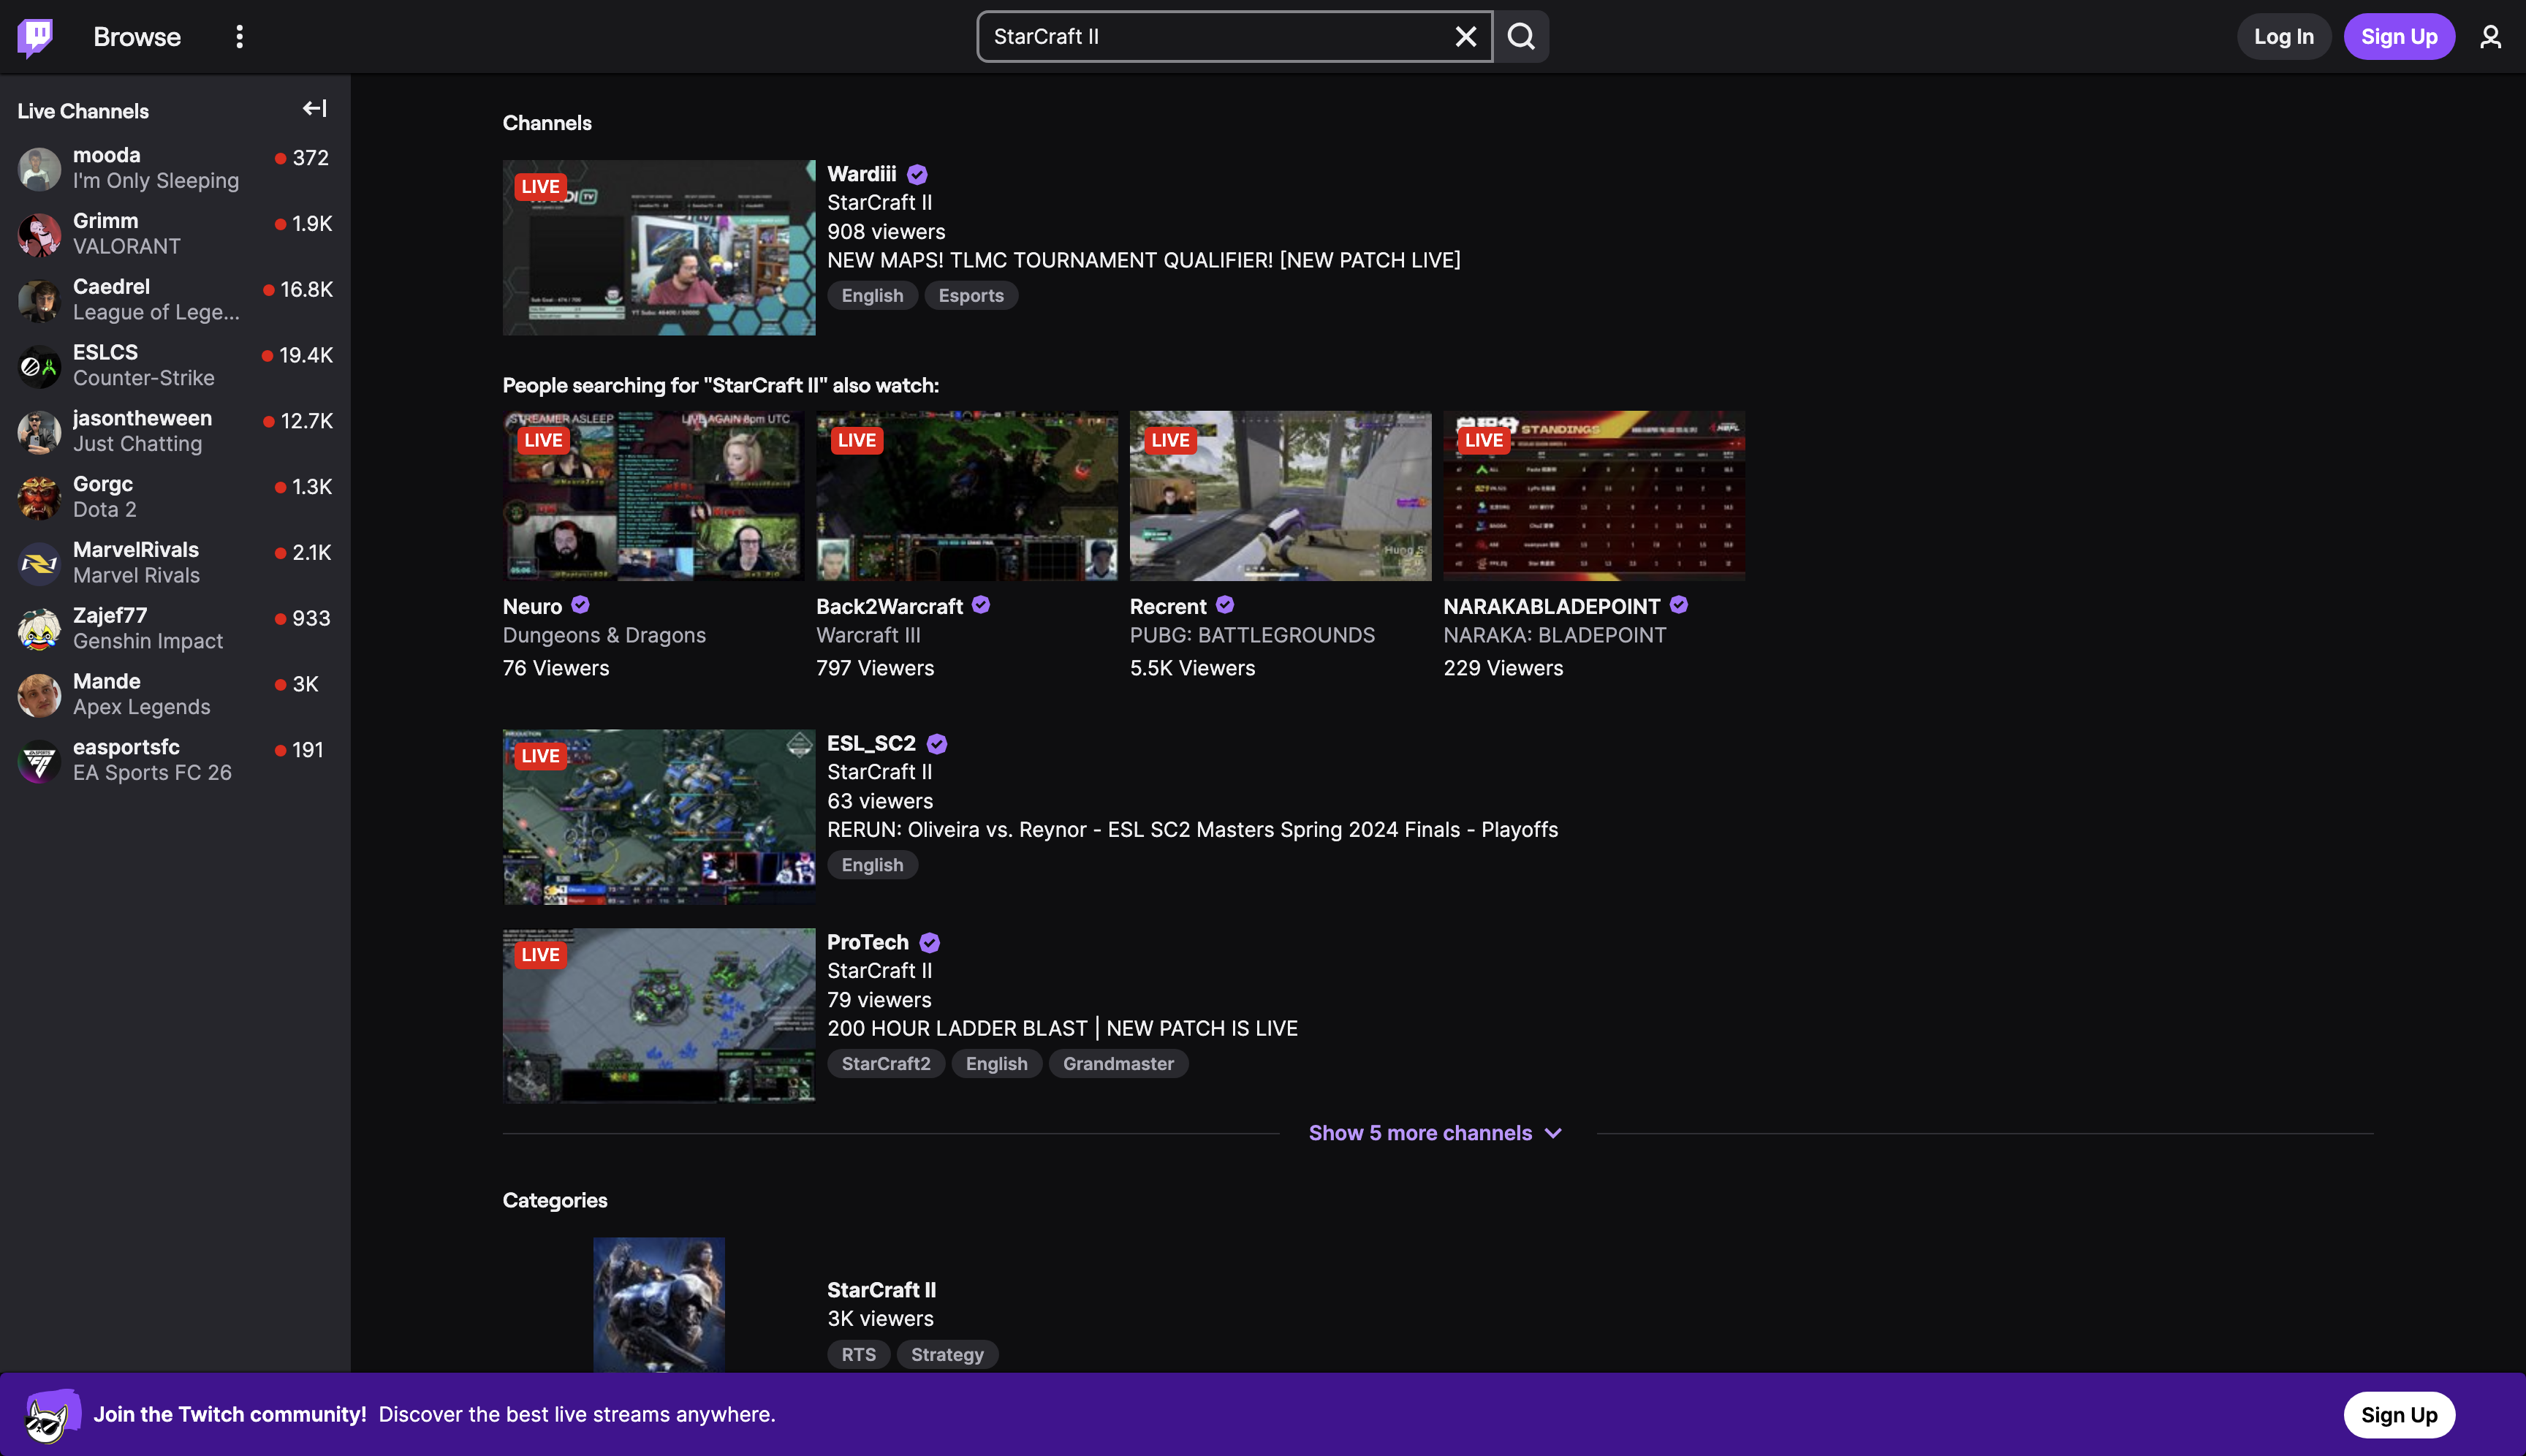 Browse
StarCraft II
Log In
Sign Up
Live Channels
mooda
372
I'm Only Sleeping
Grimm
1.9K
VALORANT
Caedrel
16.8K
League of Lege...
ESLCS
19.4K
Counter-Strike
jasontheween
12.7K
Just Chatting
Gorgc
1.3K
Dota 2
MarvelRivals
2.1K
Marvel Rivals
Zajef77
933
Genshin Impact
Mande
3K
Apex Legends
easportsfc
191
EA Sports FC 26
Channels
LIVE
Wardiii
StarCraft II
908 viewers
NEW MAPS! TLMC TOURNAMENT QUALIFIER! [NEW PATCH LIVE]
English
Esports
People searching for "StarCraft II" also watch:
STREAMER ASLEEP
LIVE AGAIN 8pm UTC
LIVE
LIVE
LIVE
LIVE
STANDINGS
Neuro
Dungeons & Dragons
76 Viewers
Back2Warcraft
Warcraft III
797 Viewers
Recrent
PUBG: BATTLEGROUNDS
5.5K Viewers
NARAKABLADEPOINT
NARAKA: BLADEPOINT
229 Viewers
LIVE
ESL_SC2
StarCraft II
63 viewers
RERUN: Oliveira vs. Reynor - ESL SC2 Masters Spring 2024 Finals - Playoffs
English
LIVE
ProTech
StarCraft II
79 viewers
200 HOUR LADDER BLAST | NEW PATCH IS LIVE
StarCraft2
English
Grandmaster
Show 5 more channels
Categories
StarCraft II
3K viewers
RTS
Strategy
Join the Twitch community! Discover the best live streams anywhere.
Sign Up